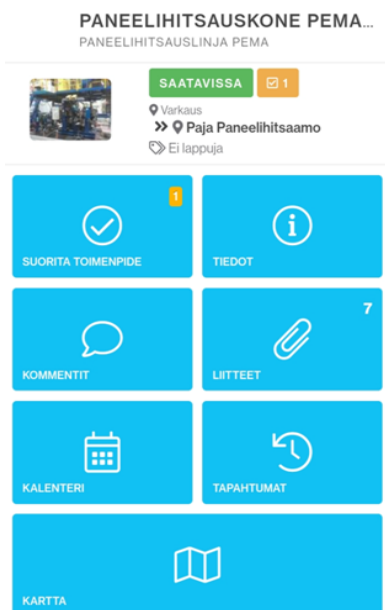 PANEELIHITSAUSKONE PEMA...
PANEELIHITSAUSLINJA PEMA
SAATAVISSA 1
Varkaus
Paja Paneelihitsaamo
Ei lappuja
1
SUORITA TOIMENPIDE
TIEDOT
KOMMENTIT
7
LIITTEET
KALENTERI
TAPAHTUMAT
KARTTA